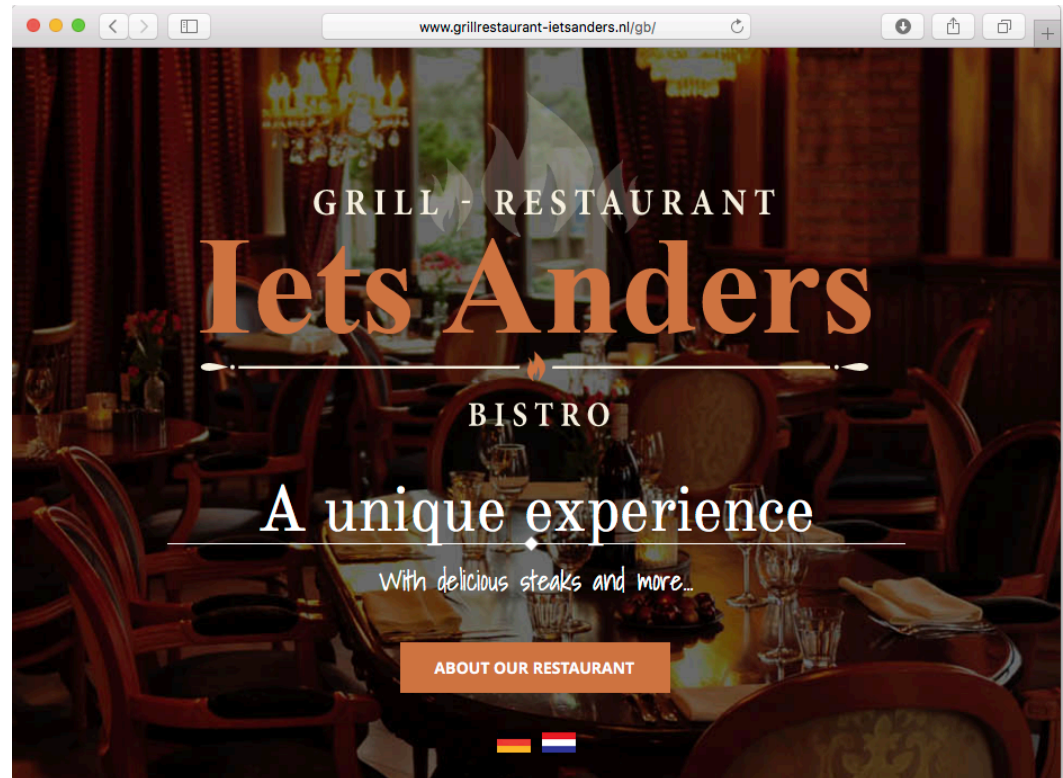 www.grillrestaurant-ietsanders.nl/gb/
GRILL - RESTAURANT
Iets Anders
BISTRO
A unique experience
With delicious steaks and more...
ABOUT OUR RESTAURANT